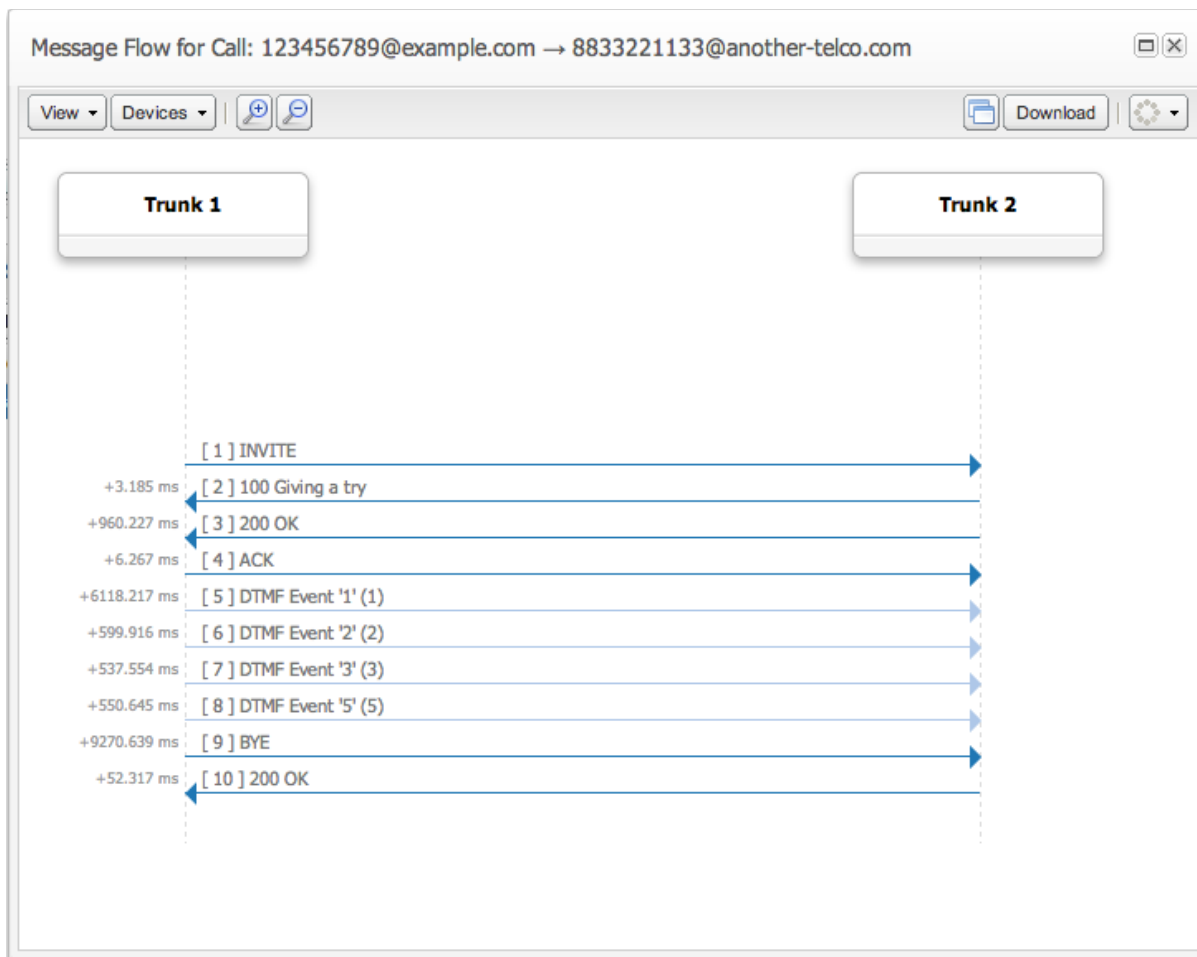 Message Flow for Call: 123456789@example.com → 8833221133@another-telco.com
View Devices Download
Trunk 1 Trunk 2
[ 1 ] INVITE
+3.185 ms [ 2 ] 100 Giving a try
+960.227 ms [ 3 ] 200 OK
+6.267 ms [ 4 ] ACK
+6118.217 ms [ 5 ] DTMF Event '1' (1)
+599.916 ms [ 6 ] DTMF Event '2' (2)
+537.554 ms [ 7 ] DTMF Event '3' (3)
+550.645 ms [ 8 ] DTMF Event '5' (5)
+9270.639 ms [ 9 ] BYE
+52.317 ms [ 10 ] 200 OK